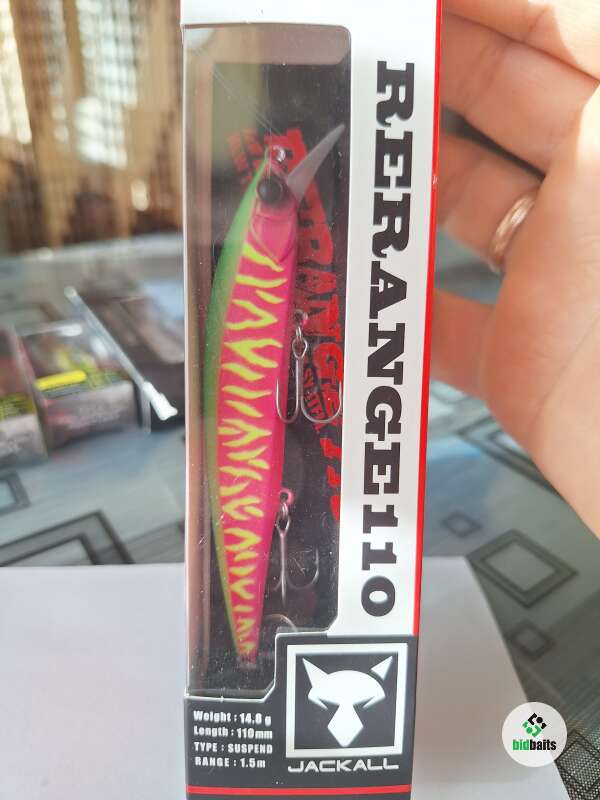 RERANGE110
Weight : 14.8 g
Length : 110mm
TYPE : SUSPEND
RANGE : 1.5m
JACKALL
bidbaits